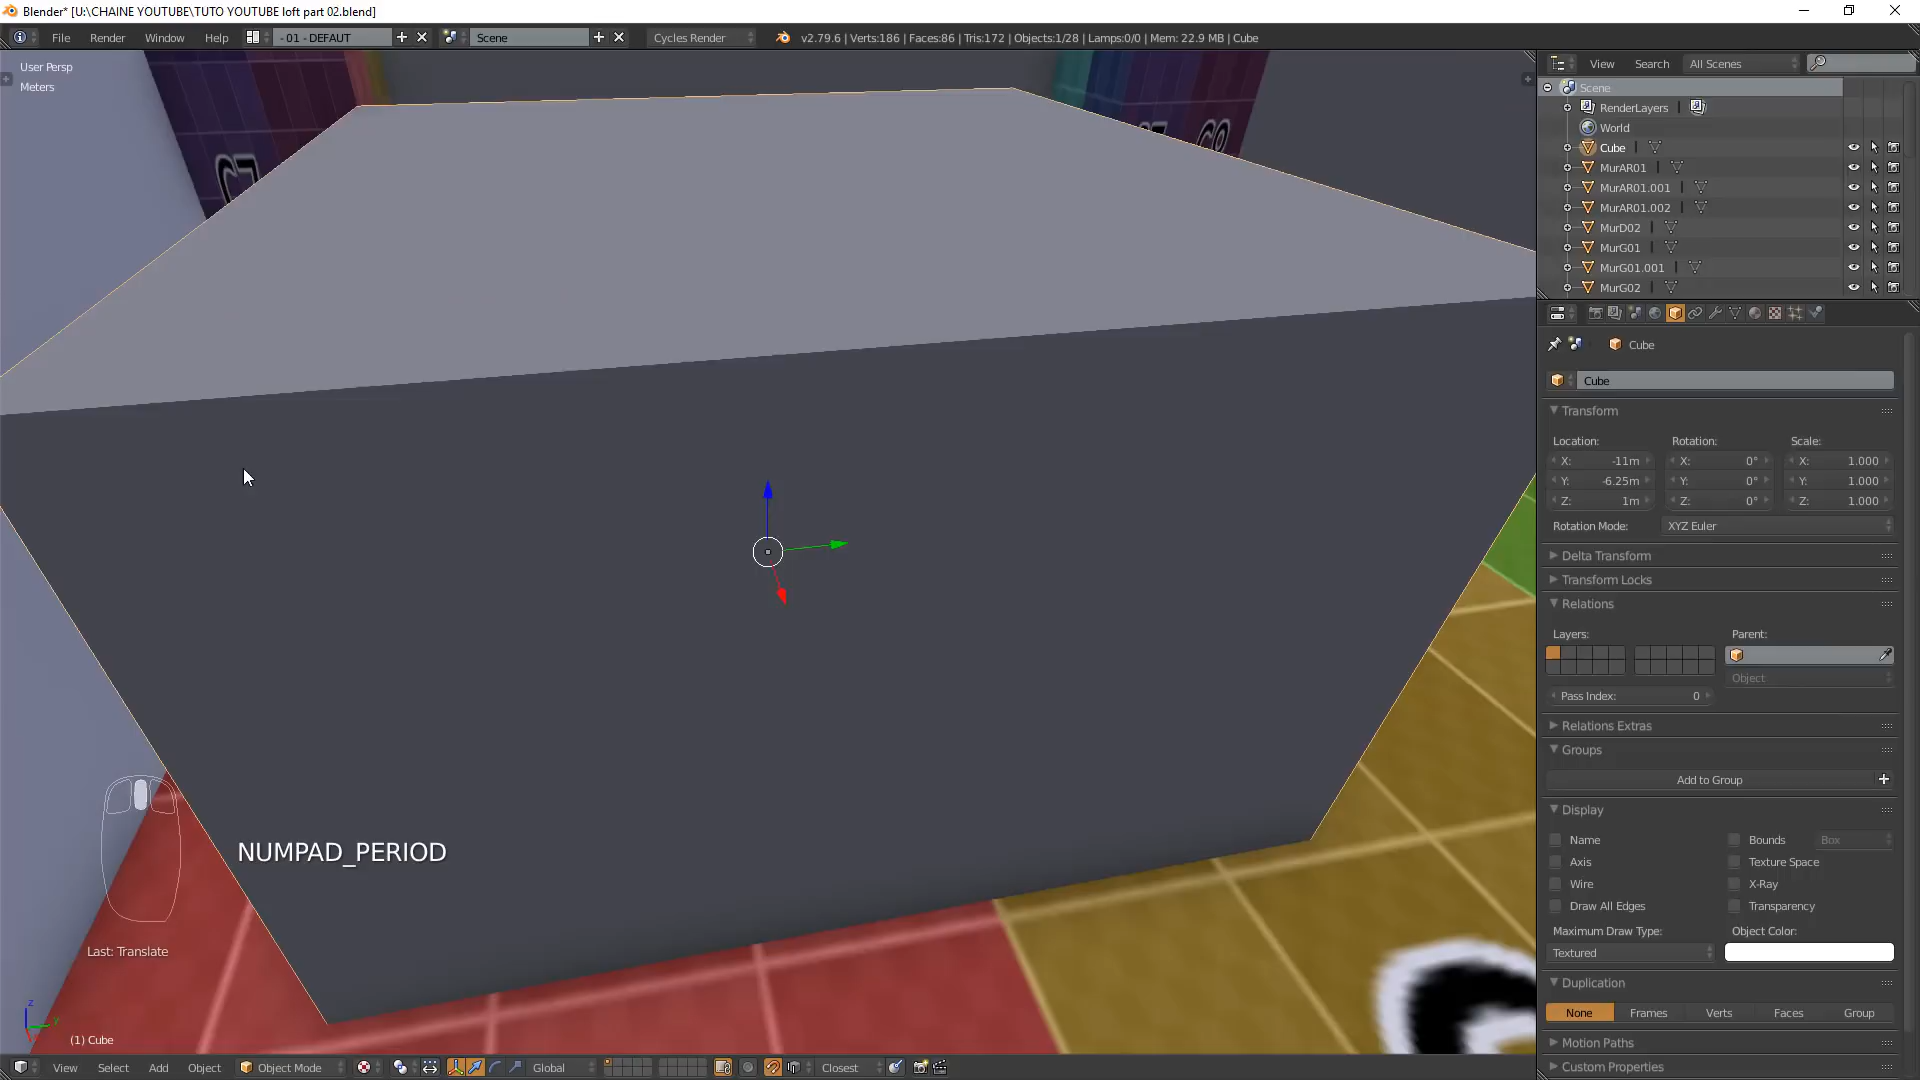 Blender* [U:\CHAINE YOUTUBE\TUTO YOUTUBE loft part 02.blend]
File Render Window Help - 01 - DEFAUT Scene Cycles Render v2.79.6 | Verts:186 | Faces:86 | Tris:172 | Objects:1/28 | Lamps:0/0 | Mem: 22.9 MB | Cube
User Persp
Meters
C7
C8
View Search All Scenes
Scene
RenderLayers
World
Cube
MurAR01
MurAR01.001
MurAR01.002
MurD02
MurG01
MurG01.001
MurG02
Cube
Cube
Transform
Location: Rotation: Scale:
X: -11m X: 0° X: 1.000
Y: -6.25m Y: 0° Y: 1.000
Z: 1m Z: 0° Z: 1.000
Rotation Mode: XYZ Euler
Delta Transform
Transform Locks
Relations
Layers: Parent:
Object
Pass Index: 0
Relations Extras
Groups
Add to Group
Display
Name Bounds Box
Axis Texture Space
Wire X-Ray
Draw All Edges Transparency
Maximum Draw Type: Object Color:
Textured
Duplication
None Frames Verts Faces Group
Motion Paths
Custom Properties
NUMPAD_PERIOD
Last: Translate
z
y
(1) Cube
View Select Add Object Object Mode Global Closest